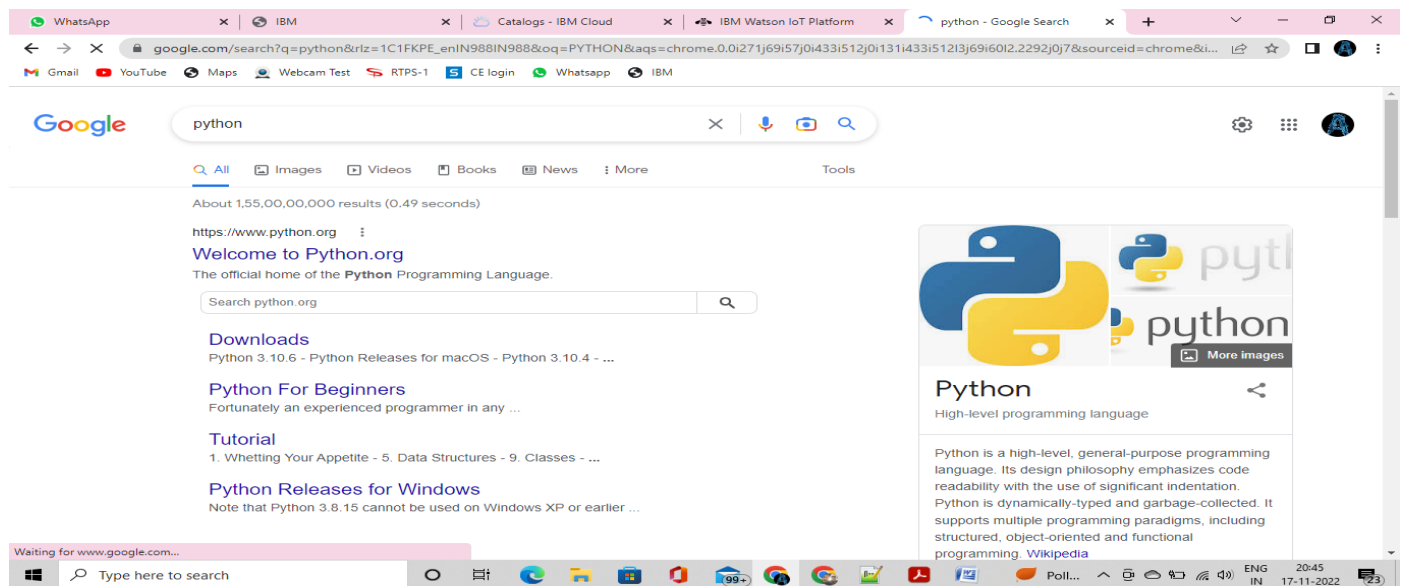 WhatsApp
IBM
Catalogs - IBM Cloud
IBM Watson IoT Platform
python - Google Search
google.com/search?q=python&rlz=1C1FKPE_enIN988IN988&oq=PYTHON&aqs=chrome.0.0i271j69i57j0i433i512j0i131i433i512l3j69i60l2.2292j0j7&sourceid=chrome&i...
Gmail YouTube Maps Webcam Test RTPS-1 CE login Whatsapp IBM
Google
python
All Images Videos Books News More Tools
About 1,55,00,00,000 results (0.49 seconds)
https://www.python.org
Welcome to Python.org
The official home of the Python Programming Language.
Search python.org
Downloads
Python 3.10.6 - Python Releases for macOS - Python 3.10.4 - ...
Python For Beginners
Fortunately an experienced programmer in any ...
Tutorial
1. Whetting Your Appetite - 5. Data Structures - 9. Classes - ...
Python Releases for Windows
Note that Python 3.8.15 cannot be used on Windows XP or earlier ...
pyth
python
More images
Python
High-level programming language
Python is a high-level, general-purpose programming
language. Its design philosophy emphasizes code
readability with the use of significant indentation.
Python is dynamically-typed and garbage-collected. It
supports multiple programming paradigms, including
structured, object-oriented and functional
programming. Wikipedia
Waiting for www.google.com...
Type here to search
99+
Poll...
ENG
IN
20:45
17-11-2022
23